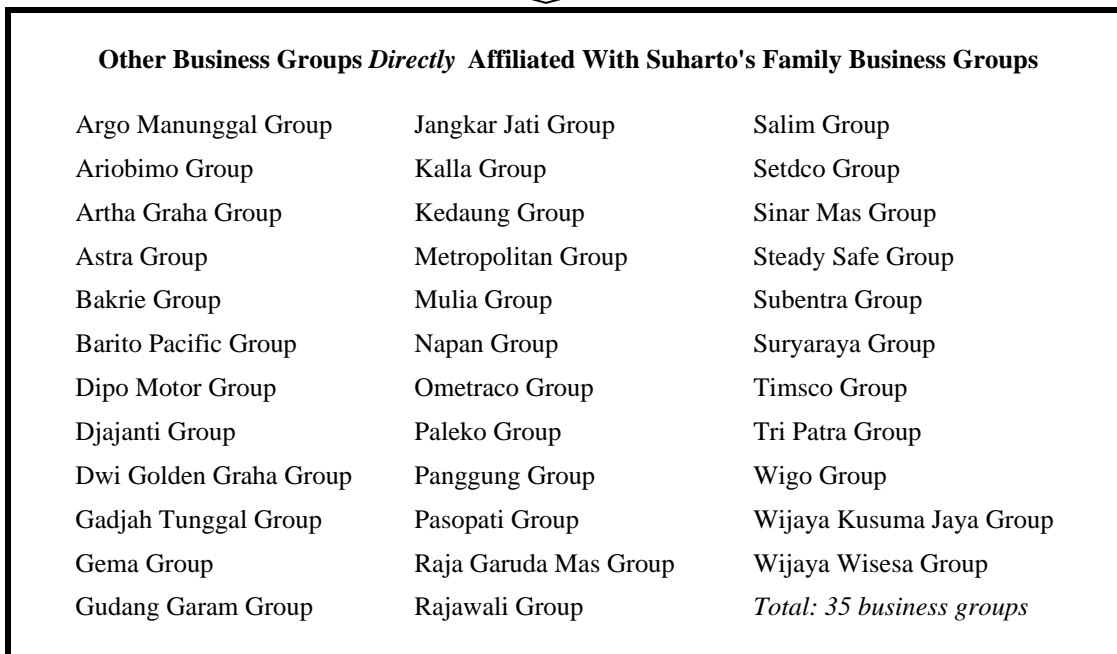 Other Business Groups Directly Affiliated With Suharto's Family Business Groups
Argo Manunggal Group
Ariobimo Group
Artha Graha Group
Astra Group
Bakrie Group
Barito Pacific Group
Dipo Motor Group
Djajanti Group
Dwi Golden Graha Group
Gadjah Tunggal Group
Gema Group
Gudang Garam Group
Jangkar Jati Group
Kalla Group
Kedaung Group
Metropolitan Group
Mulia Group
Napan Group
Ometraco Group
Paleko Group
Panggung Group
Pasopati Group
Raja Garuda Mas Group
Rajawali Group
Salim Group
Setdco Group
Sinar Mas Group
Steady Safe Group
Subentra Group
Suryaraya Group
Timsco Group
Tri Patra Group
Wigo Group
Wijaya Kusuma Jaya Group
Wijaya Wisesa Group
Total: 35 business groups